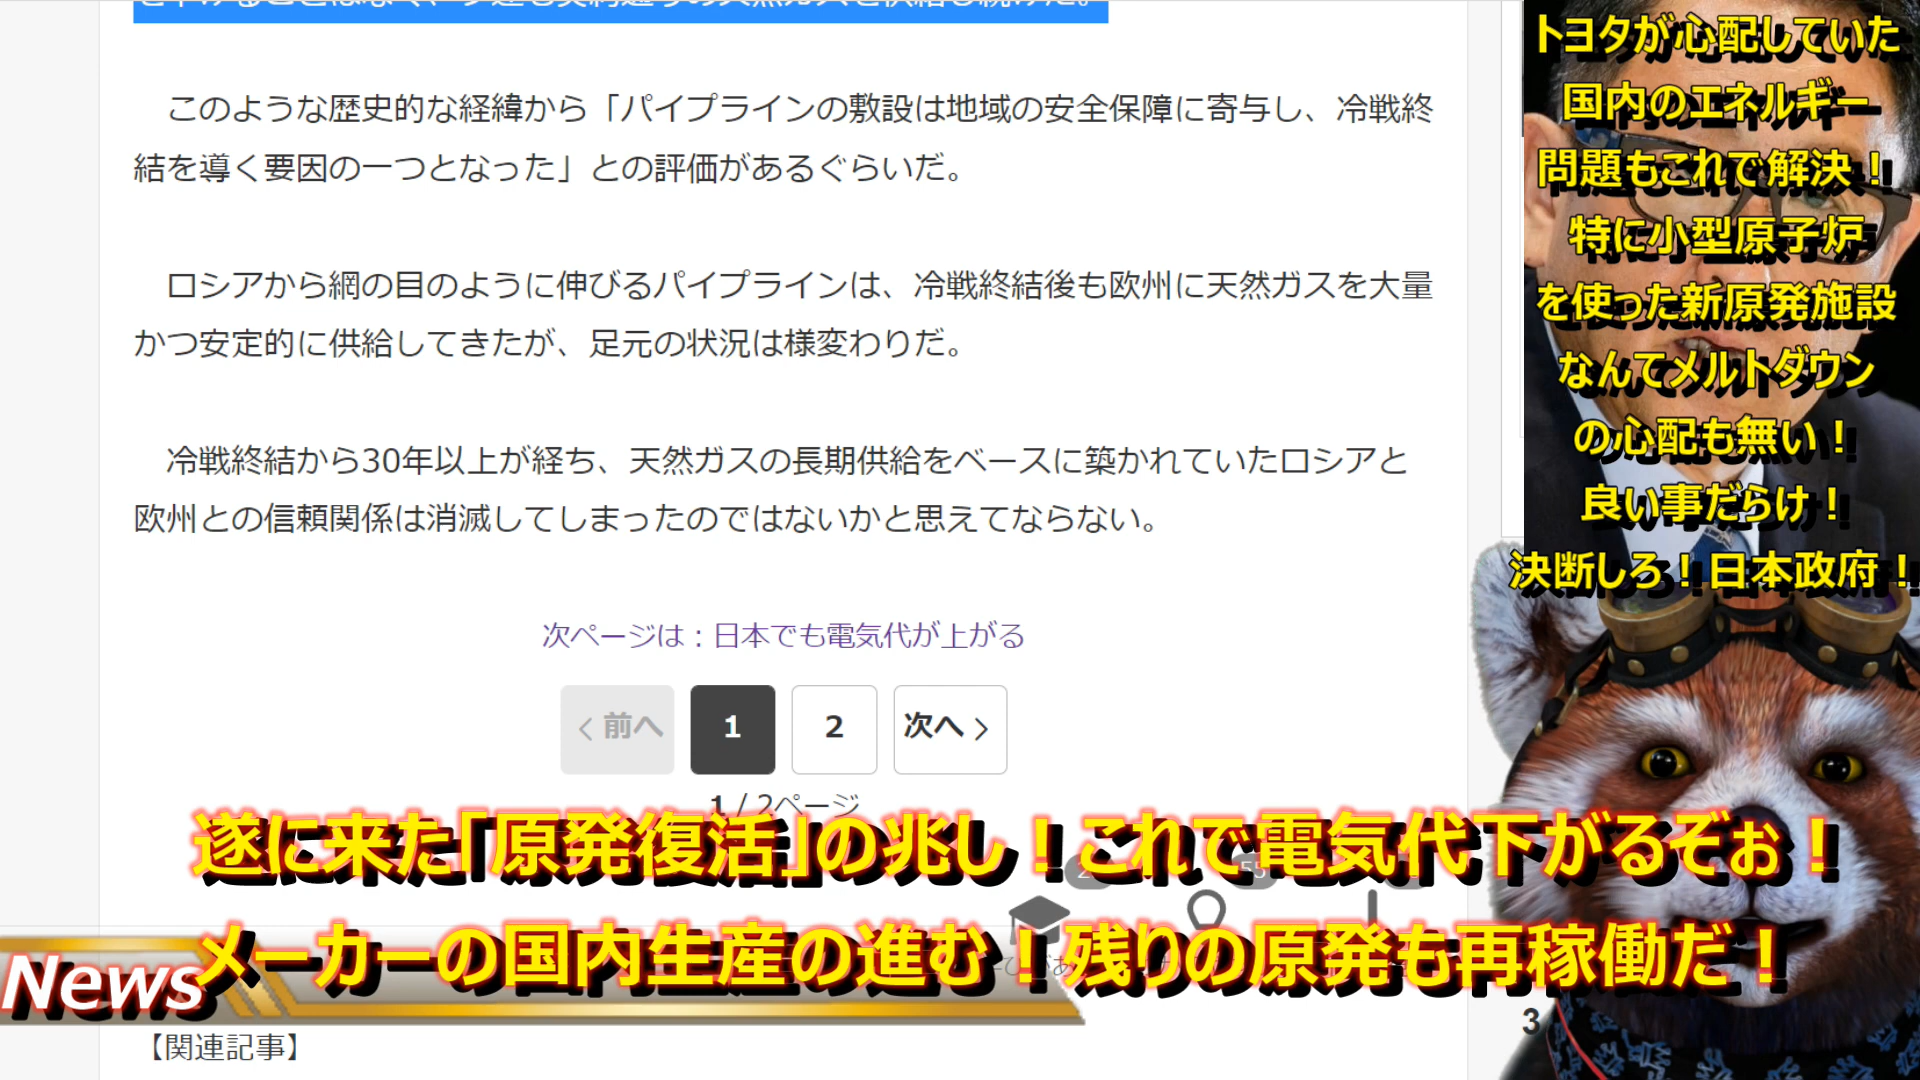 このような歴史的な経緯から「パイプラインの敷設は地域の安全保障に寄与し、冷戦終
結を導く要因の一つとなった」との評価があるぐらいだ。
ロシアから網の目のように伸びるパイプラインは、冷戦終結後も欧州に天然ガスを大量
かつ安定的に供給してきたが、足元の状況は様変わりだ。
冷戦終結から30年以上が経ち、天然ガスの長期供給をベースに築かれていたロシアと
欧州との信頼関係は消滅してしまったのではないかと思えてならない。
次ページは：日本でも電気代が上がる
前へ 1 2 次へ
1 / 2ページ
遂に来た「原発復活」の兆し！これで電気代下がるぞぉ！
メーカーの国内生産の進む！残りの原発も再稼働だ！
News
【関連記事】
トヨタが心配していた
国内のエネルギー
問題もこれで解決！
特に小型原子炉
を使った新原発施設
なんてメルトダウン
の心配も無い！
良い事だらけ！
決断しろ！日本政府！
3